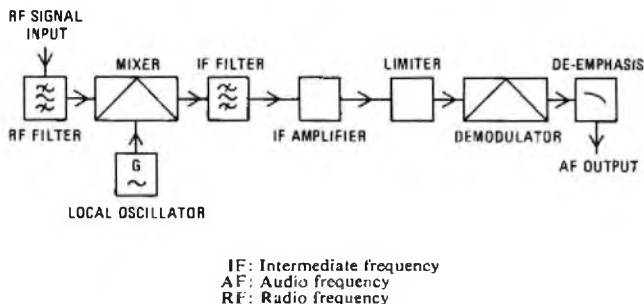 RF SIGNAL
INPUT
MIXER
IF FILTER
LIMITER
DE-EMPHASIS
RF FILTER
IF AMPLIFIER
DEMODULATOR
G
AF OUTPUT
LOCAL OSCILLATOR
IF: Intermediate frequency
AF: Audio frequency
RF: Radio frequency